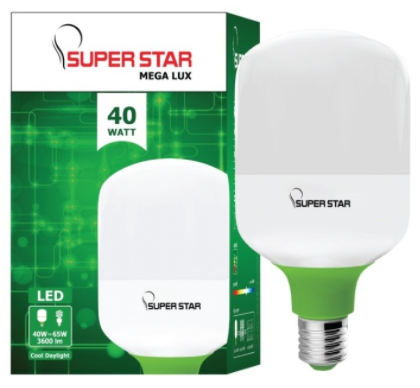 SUPER STAR
MEGA LUX
40
WATT
SUPER STAR
SUPER STAR
LED
40W~65W
3600 lm
Cool Daylight